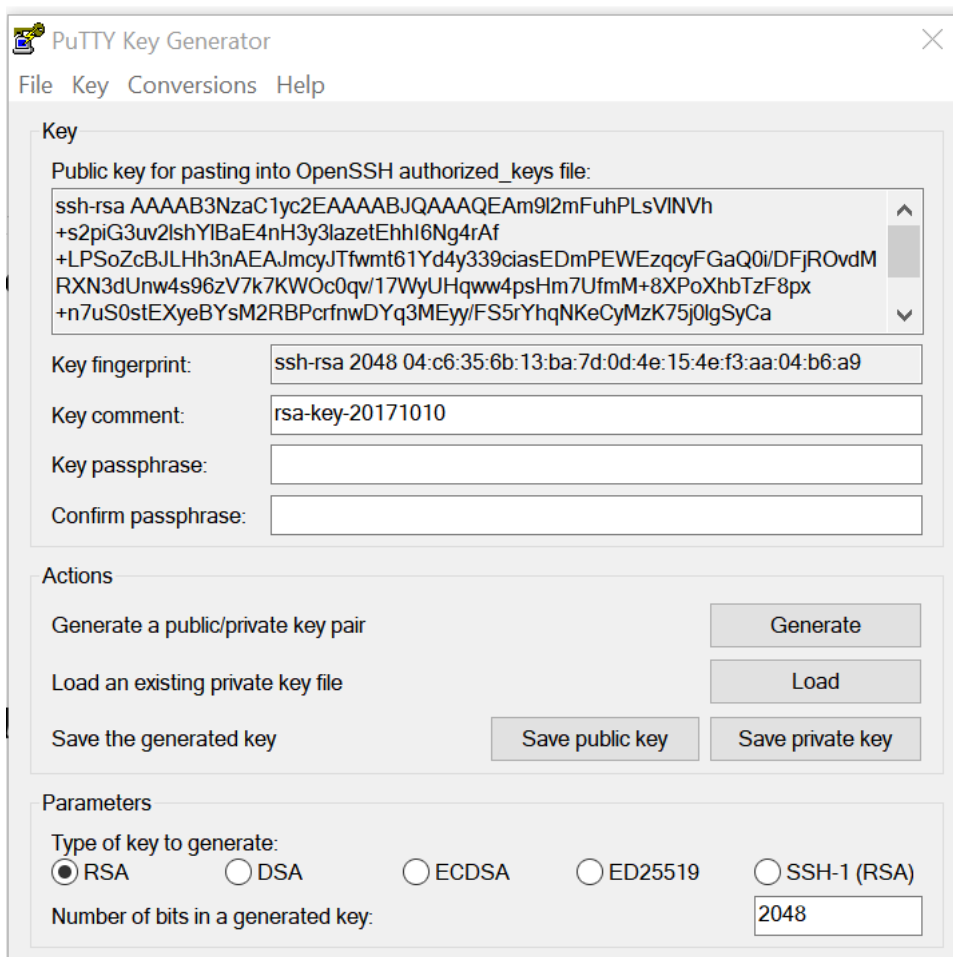 PuTTY Key Generator
File Key Conversions Help
Key
Public key for pasting into OpenSSH authorized_keys file:
ssh-rsa AAAAB3NzaC1yc2EAAAABJQAAAQEAm9l2mFuhPLsVlNVh
+s2piG3uv2lshYlBaE4nH3y3lazetEhhI6Ng4rAf
+LPSoZcBJLHh3nAEAJmcyJTfwmt61Yd4y339ciasEDmPEWEzqcyFGaQ0i/DFjROvdM
RXN3dUnw4s96zV7k7KWOc0qv/17WyUHqww4psHm7UfmM+8XPoXhbTzF8px
+n7uS0stEXyeBYsM2RBPcrfnwDYq3MEyy/FS5rYhqNKeCyMzK75j0lgSyCa
Key fingerprint: ssh-rsa 2048 04:c6:35:6b:13:ba:7d:0d:4e:15:4e:f3:aa:04:b6:a9
Key comment: rsa-key-20171010
Key passphrase:
Confirm passphrase:
Actions
Generate a public/private key pair Generate
Load an existing private key file Load
Save the generated key Save public key Save private key
Parameters
Type of key to generate:
RSA DSA ECDSA ED25519 SSH-1 (RSA)
Number of bits in a generated key: 2048